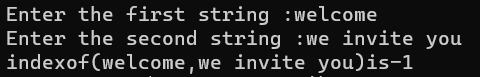 Enter the first string :welcome
Enter the second string :we invite you
indexof(welcome,we invite you)is-1